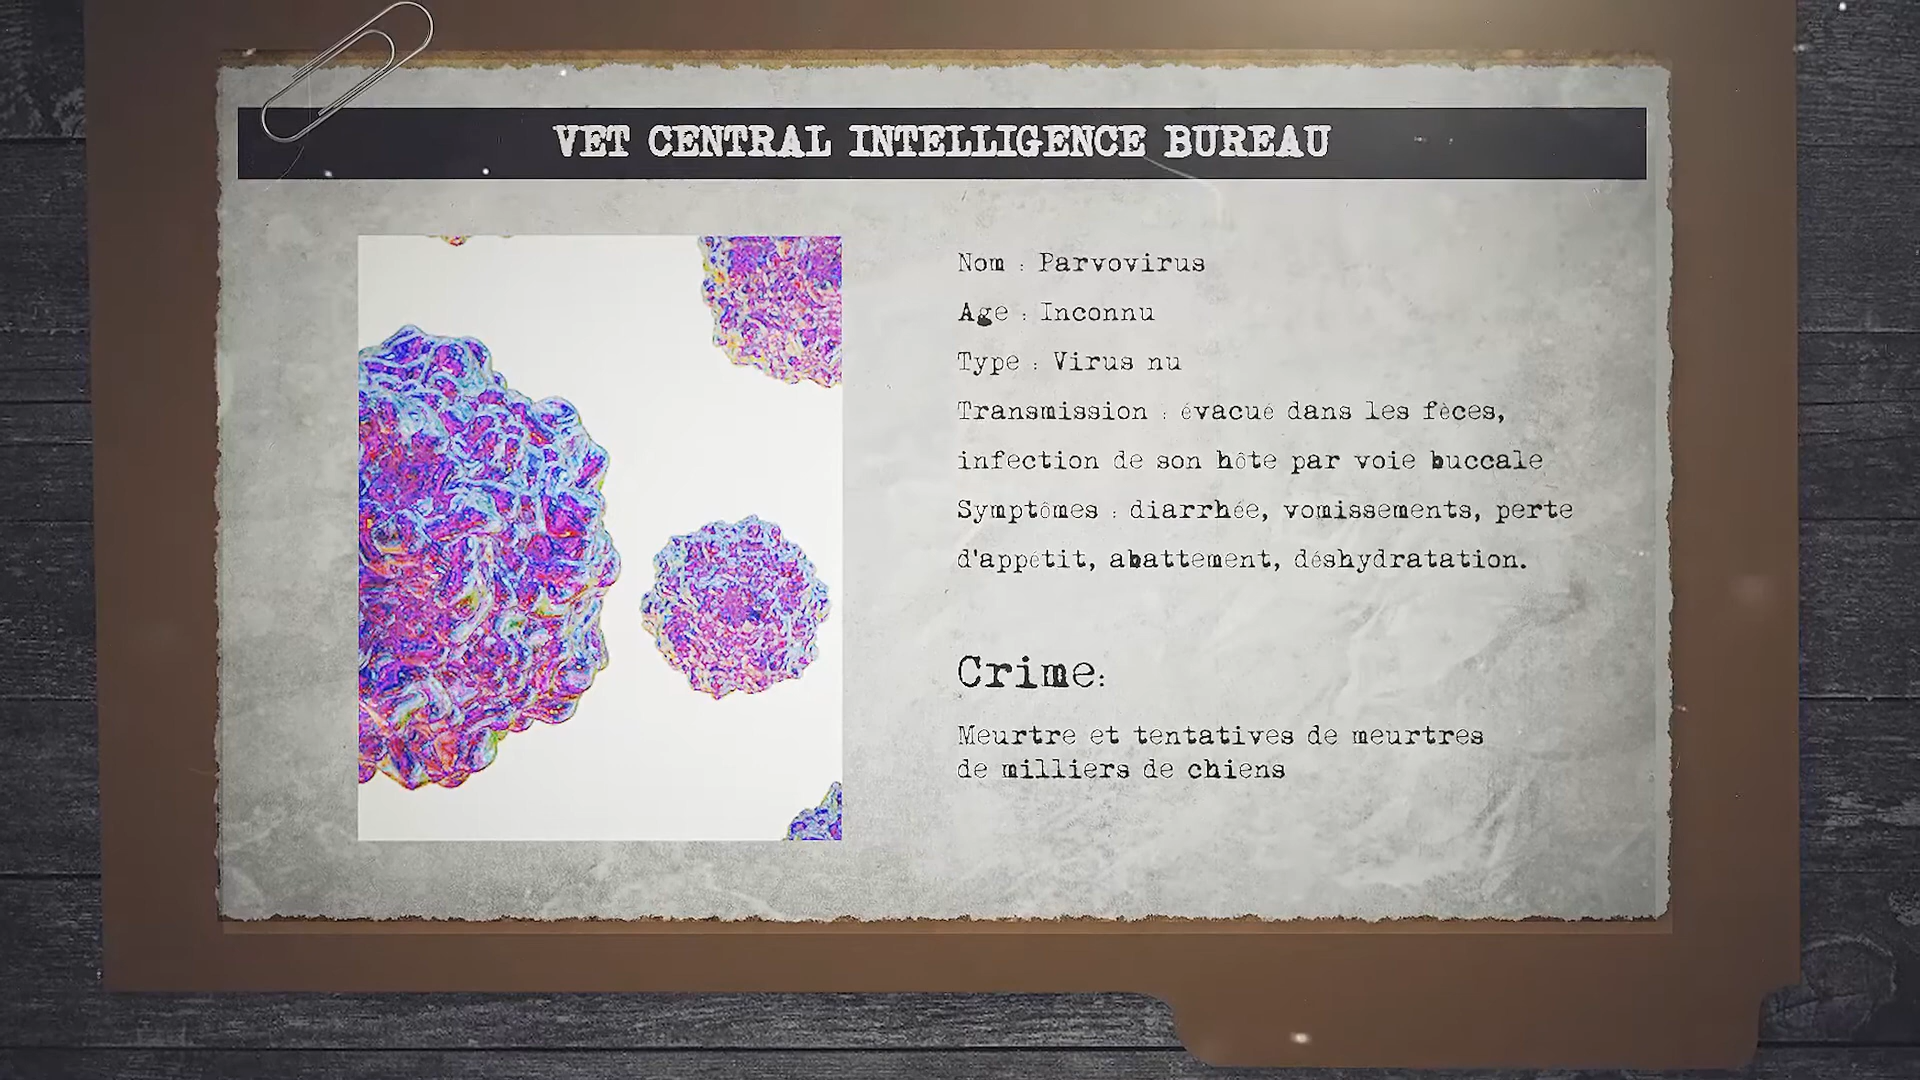 VET CENTRAL INTELLIGENCE BUREAU
Nom : Parvovirus
Age : Inconnu
Type : Virus nu
Transmission : évacué dans les fèces,
infection de son hôte par voie buccale
Symptômes : diarrhée, vomissements, perte
d'appétit, abattement, déshydratation.
Crime:
Meurtre et tentatives de meurtres
de milliers de chiens